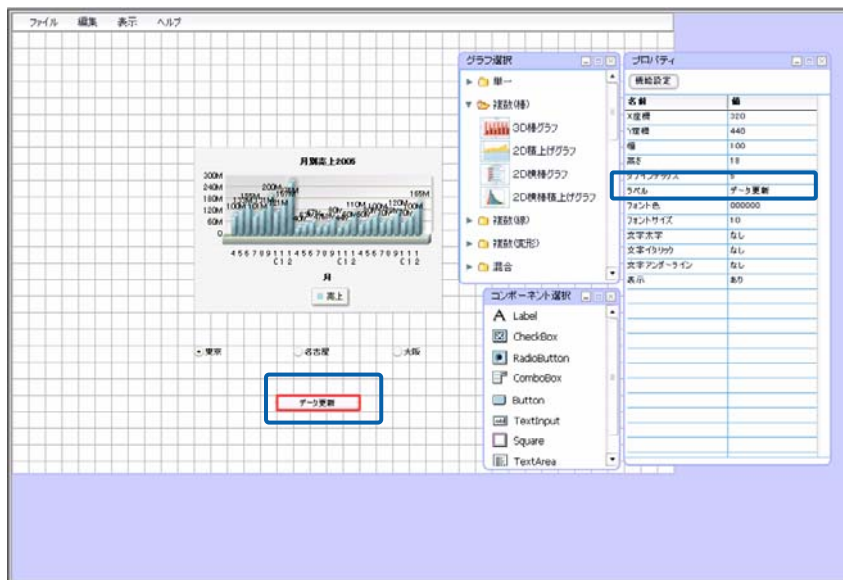 ファイル 編集 表示 ヘルプ
月別売上2005
300M
240M
180M
120M
60M
0
月
売上
東京 名古屋 大阪
データ更新
グラフ選択
単一
複数(棒)
3D棒グラフ
2D積上げグラフ
2D横棒グラフ
2D横棒積上げグラフ
複数(線)
複数(変形)
混合
コンポーネント選択
Label
CheckBox
RadioButton
ComboBox
Button
TextInput
Square
TextArea
プロパティ
機能設定
名前 値
X座標 320
Y座標 440
幅 100
高さ 18
ラベル データ更新
フォント色 000000
フォントサイズ 10
文字太字 なし
文字イタリック なし
文字アンダーライン なし
表示 あり